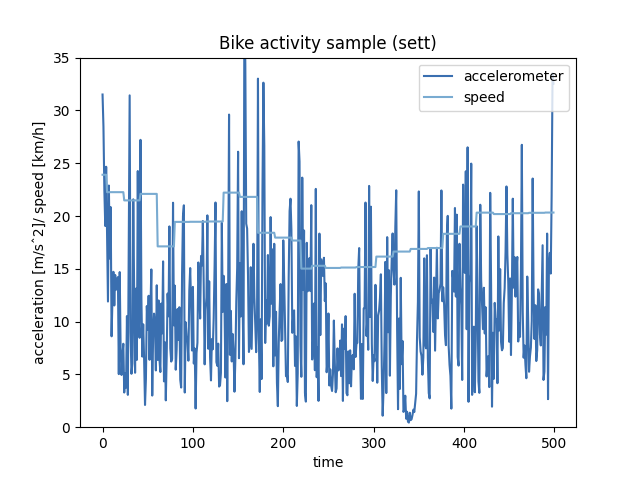 Bike activity sample (sett)
accelerometer
speed
35
30
25
20
15
10
5
0
acceleration [m/s^2]/ speed [km/h]
0 100 200 300 400 500
time